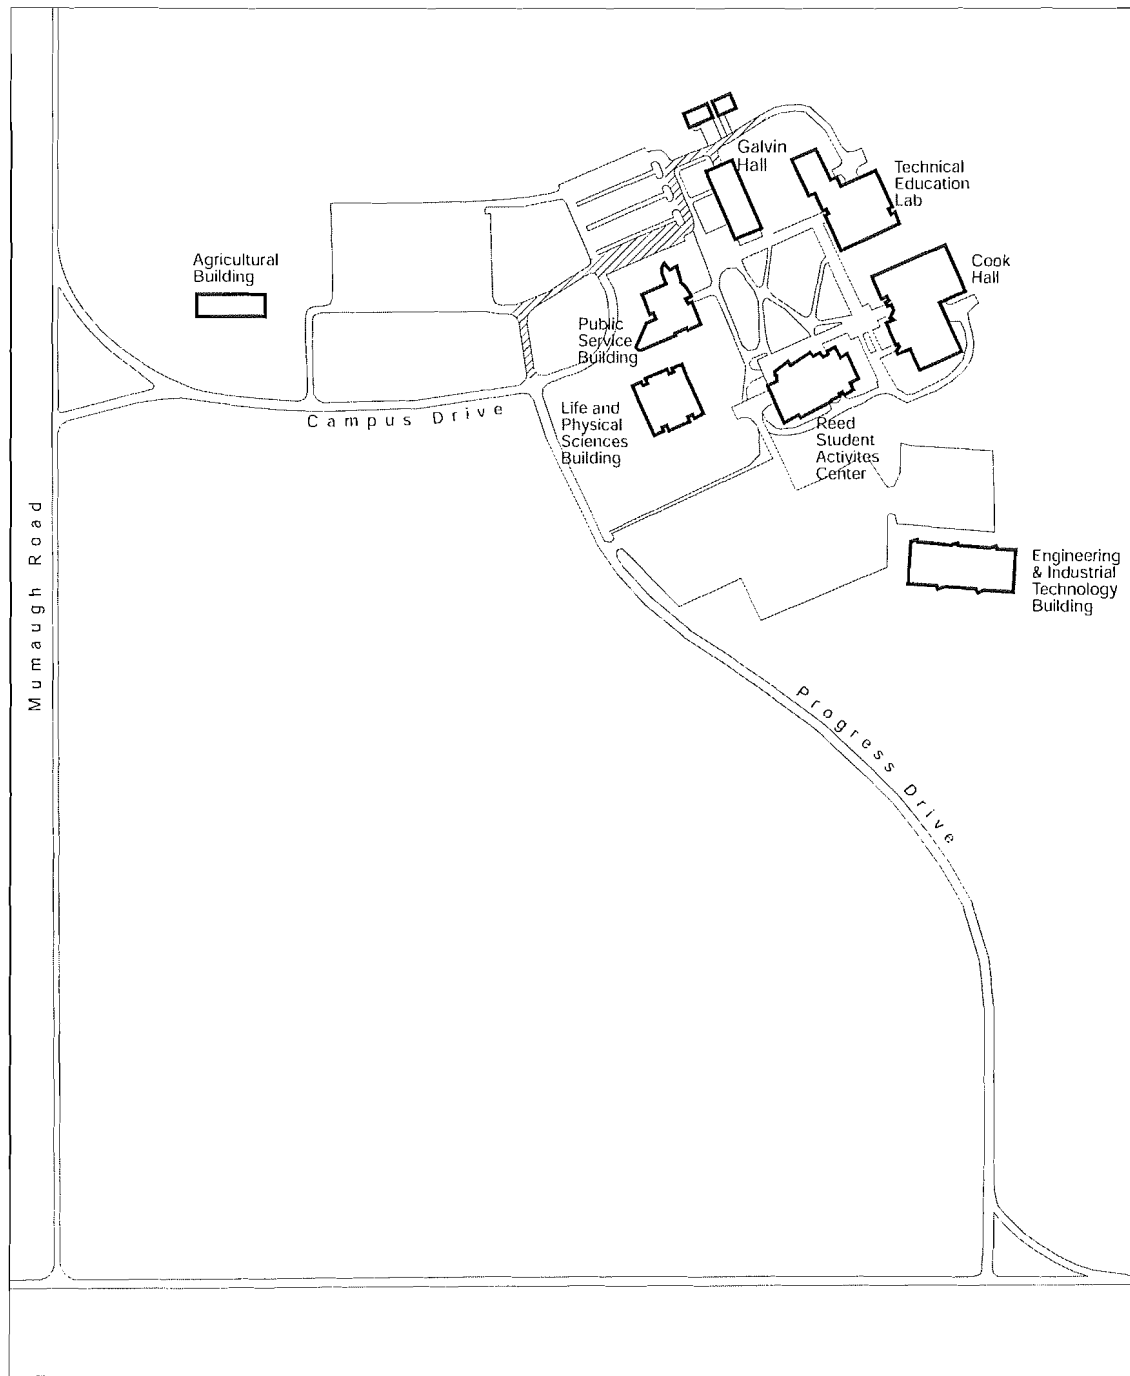 Galvin
Hall
Technical
Education
Lab
Agricultural
Building
Cook
Hall
Public
Service
Building
Life and
Physical
Sciences
Building
Campus Drive
Reed
Student
Activites
Center
Mumaugh Road
Engineering
& Industrial
Technology
Building
Progress Drive